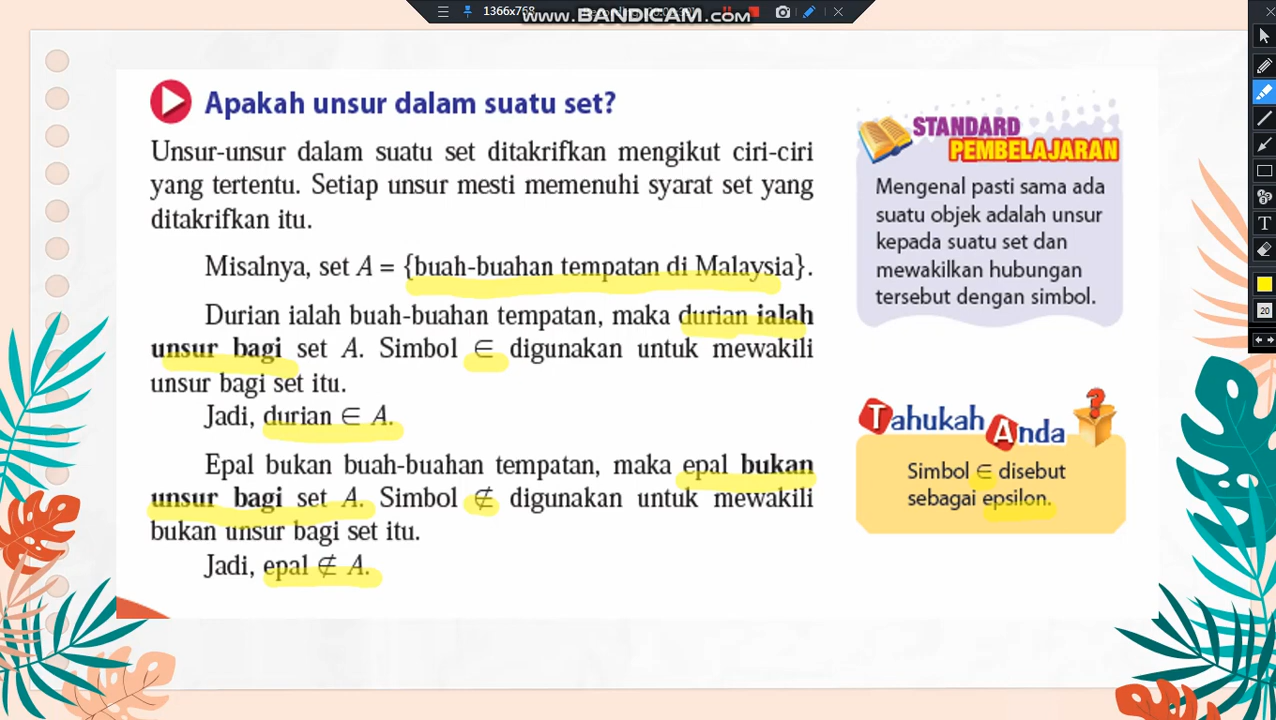 1366x768
www.BANDICAM.com
Apakah unsur dalam suatu set?
Unsur-unsur dalam suatu set ditakrifkan mengikut ciri-ciri
yang tertentu. Setiap unsur mesti memenuhi syarat set yang
ditakrifkan itu.
Misalnya, set A = {buah-buahan tempatan di Malaysia}.
Durian ialah buah-buahan tempatan, maka durian ialah
unsur bagi set A. Simbol ∈ digunakan untuk mewakili
unsur bagi set itu.
Jadi, durian ∈ A.
Epal bukan buah-buahan tempatan, maka epal bukan
unsur bagi set A. Simbol ∉ digunakan untuk mewakili
bukan unsur bagi set itu.
Jadi, epal ∉ A.
STANDARD
PEMBELAJARAN
Mengenal pasti sama ada
suatu objek adalah unsur
kepada suatu set dan
mewakilkan hubungan
tersebut dengan simbol.
Tahukah Anda
Simbol ∈ disebut
sebagai epsilon.
T
20